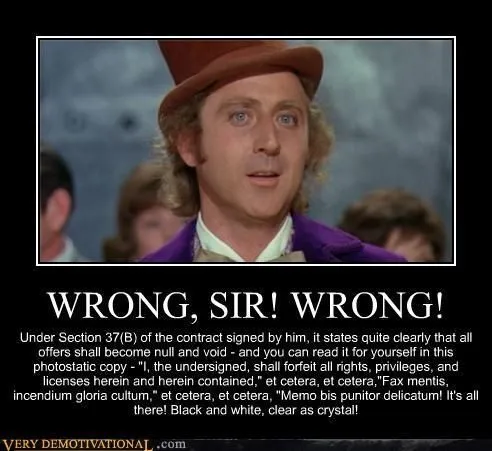 WRONG, SIR! WRONG!
Under Section 37(B) of the contract signed by him, it states quite clearly that all
offers shall become null and void - and you can read it for yourself in this
photostatic copy - "I, the undersigned, shall forfeit all rights, privileges, and
licenses herein and herein contained," et cetera, et cetera,"Fax mentis,
incendium gloria cultum," et cetera, et cetera, "Memo bis punitor delicatum! It's all
there! Black and white, clear as crystal!
VERY DEMOTIVATIONAL.com